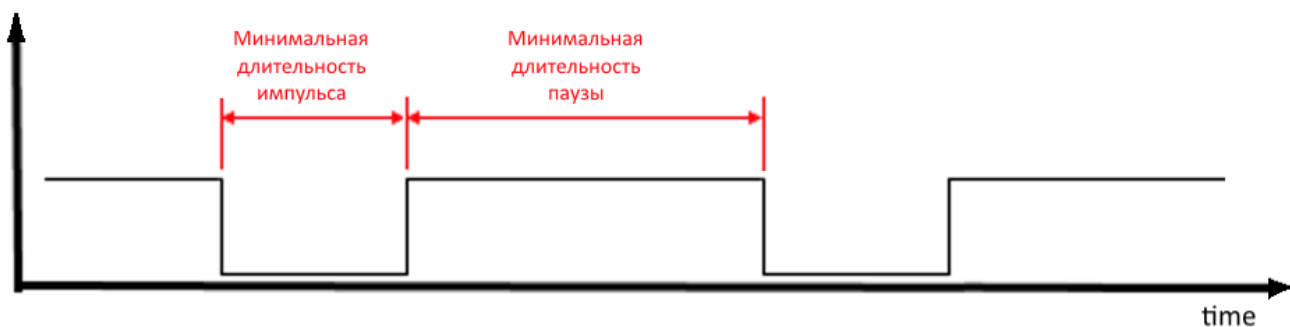 Минимальная
длительность
импульса
Минимальная
длительность
паузы
time